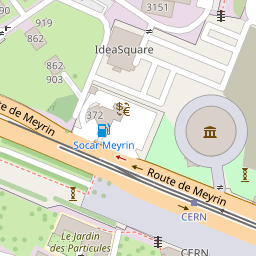 3151
919
862
IdeaSquare
862
903
372
$€
te de Meyrin
Socar Meyrin
Route de Meyrin
CERN
Le Jardin
des Particules
CERN